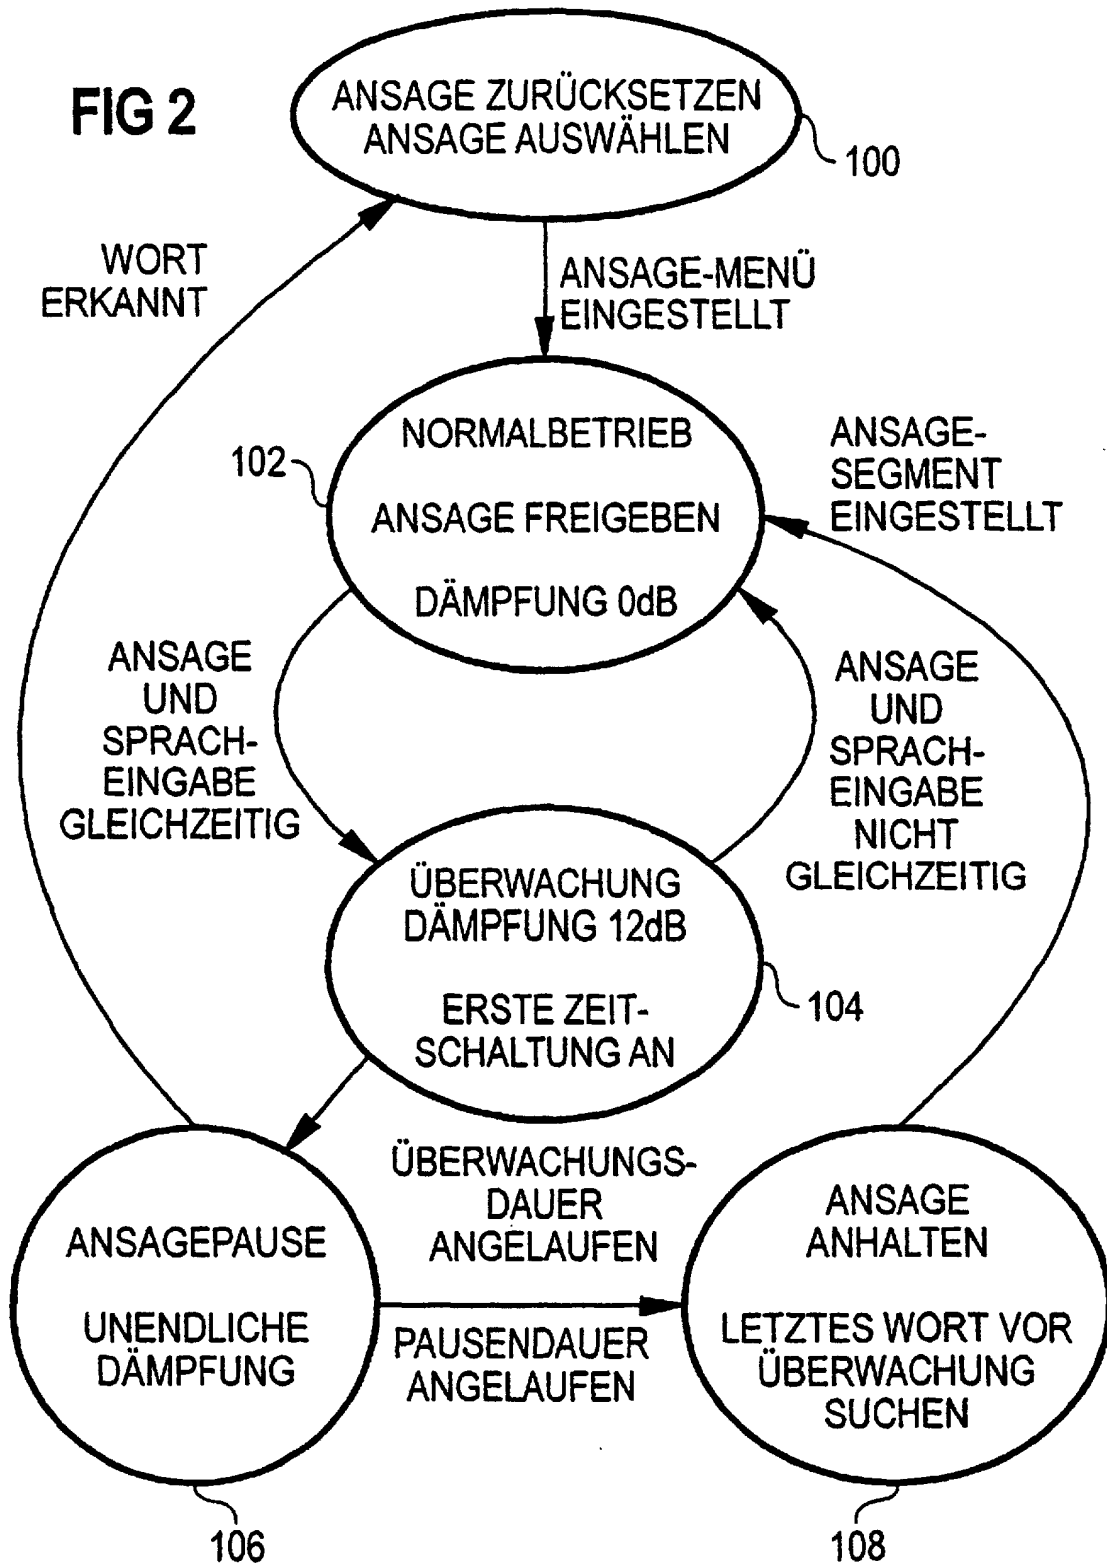 FIG 2
ANSAGE ZURÜCKSETZEN
ANSAGE AUSWÄHLEN
100
WORT
ERKANNT
ANSAGE-MENÜ
EINGESTELLT
102
NORMALBETRIEB
ANSAGE FREIGEBEN
DÄMPFUNG 0dB
ANSAGE-
SEGMENT
EINGESTELLT
ANSAGE
UND
SPRACH-
EINGABE
GLEICHZEITIG
ANSAGE
UND
SPRACH-
EINGABE
NICHT
GLEICHZEITIG
ÜBERWACHUNG
DÄMPFUNG 12dB
ERSTE ZEIT-
SCHALTUNG AN
104
ÜBERWACHUNGS-
DAUER
ANGELAUFEN
ANSAGEPAUSE
UNENDLICHE
DÄMPFUNG
PAUSENDAUER
ANGELAUFEN
ANSAGE
ANHALTEN
LETZTES WORT VOR
ÜBERWACHUNG
SUCHEN
106
108